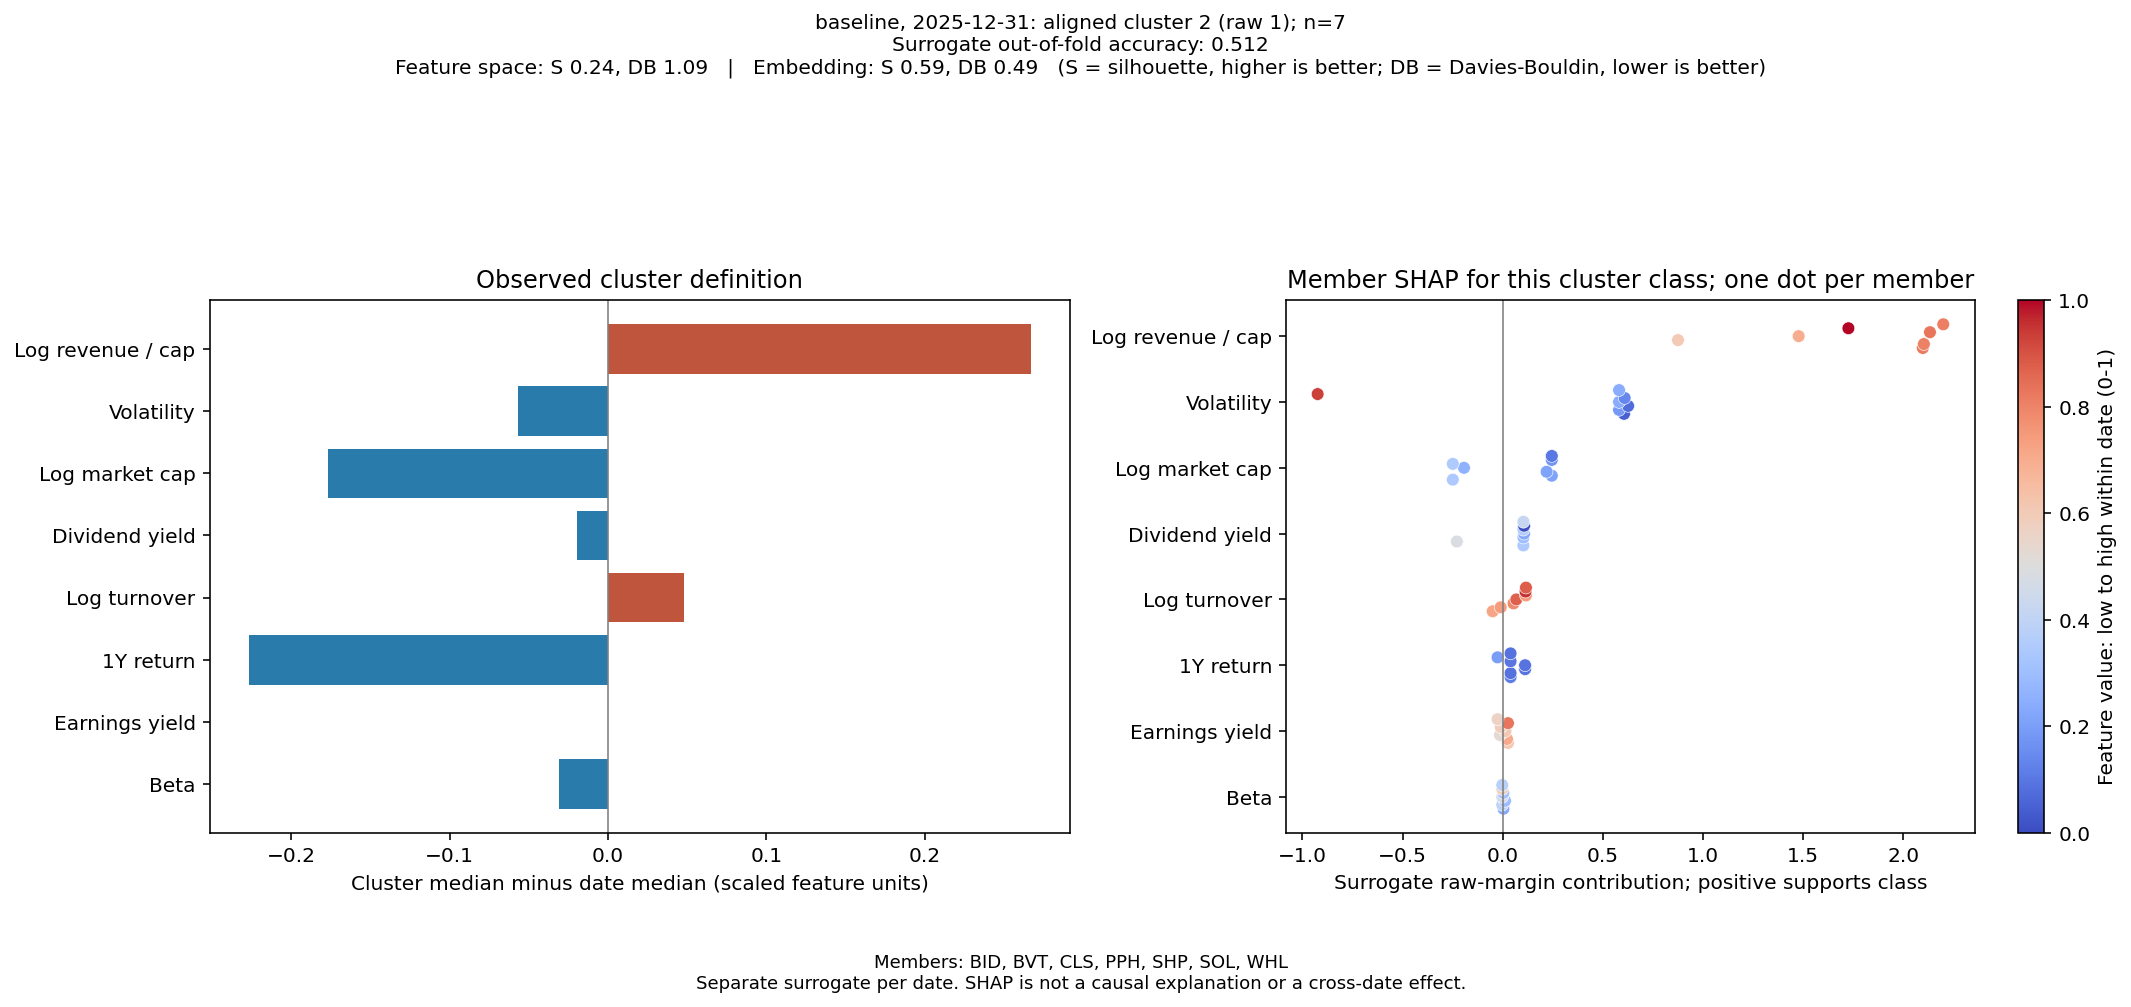 baseline, 2025-12-31: aligned cluster 2 (raw 1); n=7
Surrogate out-of-fold accuracy: 0.512
Feature space: S 0.24, DB 1.09   |   Embedding: S 0.59, DB 0.49   (S = silhouette, higher is better; DB = Davies-Bouldin, lower is better)
Observed cluster definition
Log revenue / cap
Volatility
Log market cap
Dividend yield
Log turnover
1Y return
Earnings yield
Beta
−0.2
−0.1
0.0
0.1
0.2
Cluster median minus date median (scaled feature units)
Member SHAP for this cluster class; one dot per member
Log revenue / cap
Volatility
Log market cap
Dividend yield
Log turnover
1Y return
Earnings yield
Beta
−1.0
−0.5
0.0
0.5
1.0
1.5
2.0
Surrogate raw-margin contribution; positive supports class
1.0
0.8
0.6
0.4
0.2
0.0
Feature value: low to high within date (0-1)
Members: BID, BVT, CLS, PPH, SHP, SOL, WHL
Separate surrogate per date. SHAP is not a causal explanation or a cross-date effect.